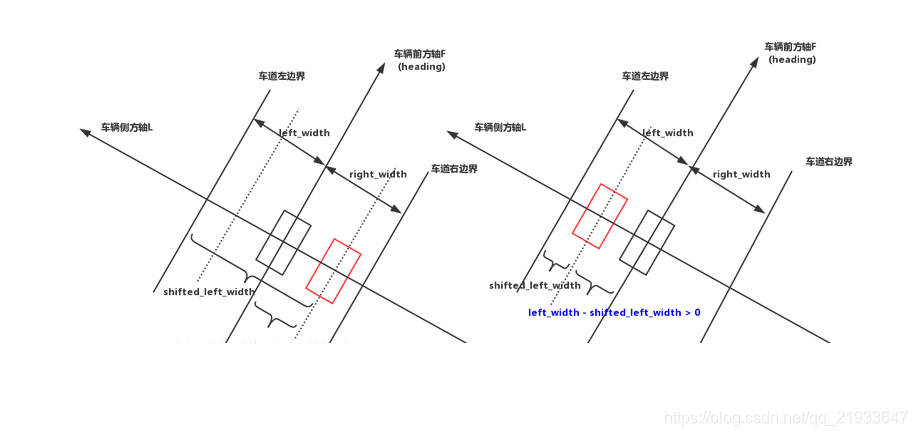 车辆前方轴F
(heading)
车道左边界
车辆侧方轴L
left_width
right_width
车道右边界
shifted_left_width
车辆前方轴F
(heading)
车道左边界
车辆侧方轴L
left_width
right_width
车道右边界
shifted_left_width
left_width - shifted_left_width > 0
https://blog.csdn.net/qq_21933647